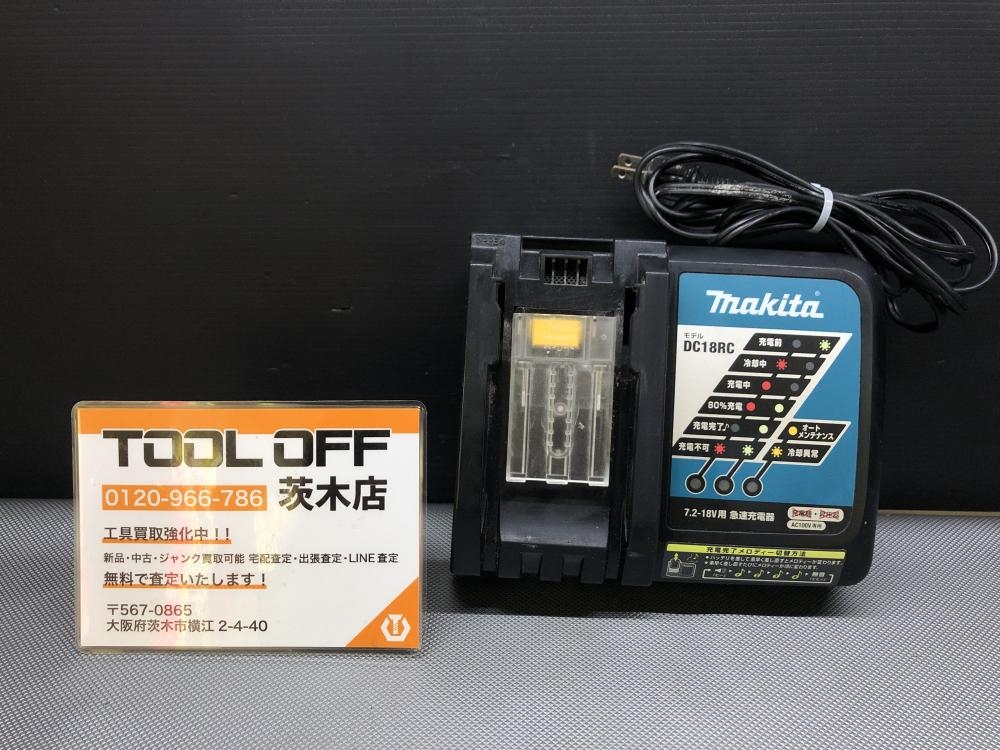 TOOL OFF
0120-966-786 茨木店
工具買取強化中!!
新品・中古・ジャンク買取可能 宅配査定・出張査定・LINE査定
無料で査定いたします!
〒567-0865
大阪府茨木市横江 2-4-40
makita
モデル
DC18RC
充電前
冷却中
充電中
80%充電
充電完了♪
オート
メンテナンス
充電不可
冷却異常
7.2-18V用 急速充電器
AC100V専用
充電完了メロディー切替方法